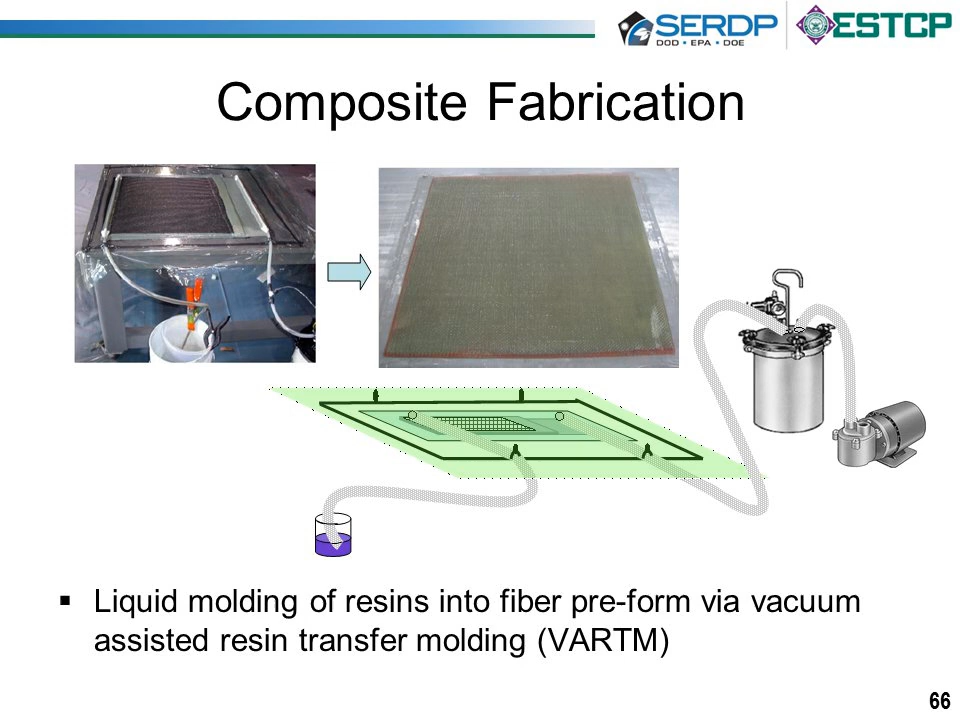 SERDP
DOD • EPA • DOE
ESTCP
Composite Fabrication
▪ Liquid molding of resins into fiber pre-form via vacuum
assisted resin transfer molding (VARTM)
66